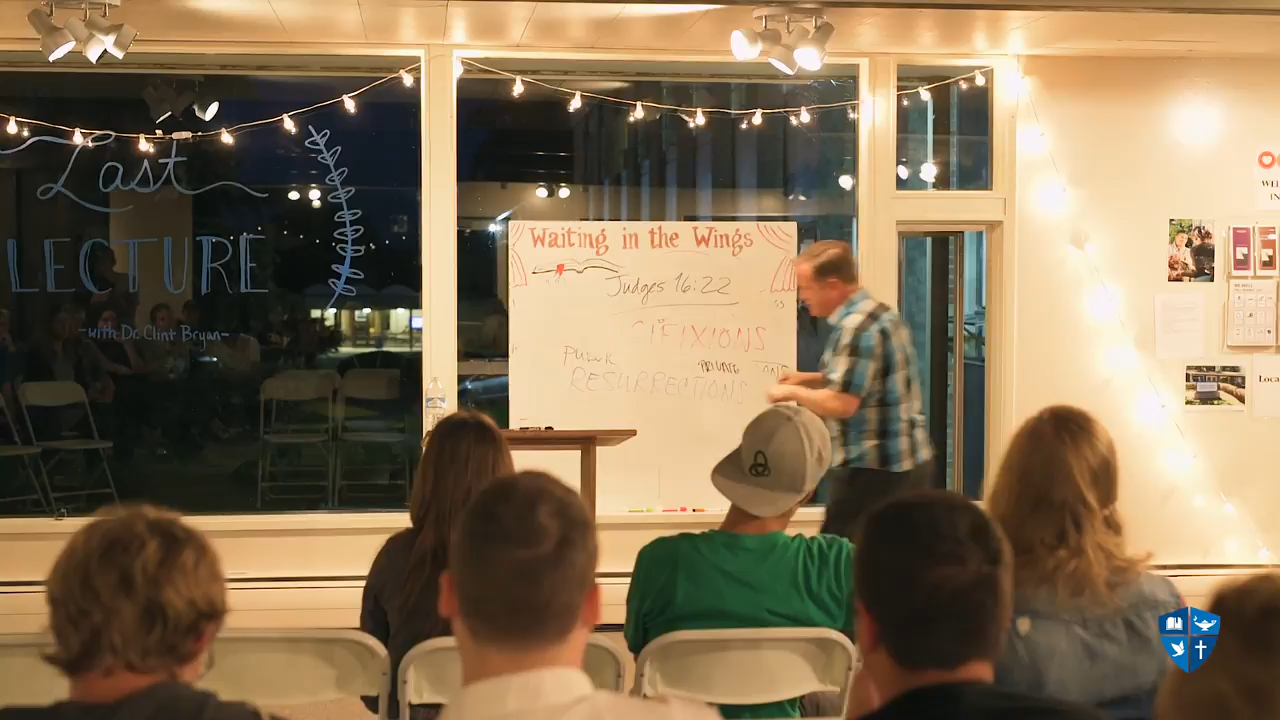 Last
LECTURE
-with Dr. Clint Bryan-
Waiting in the Wings
Judges 16:22
CIFIXIONS
PUBLIC
PRIVATE
RESURRECTIONS